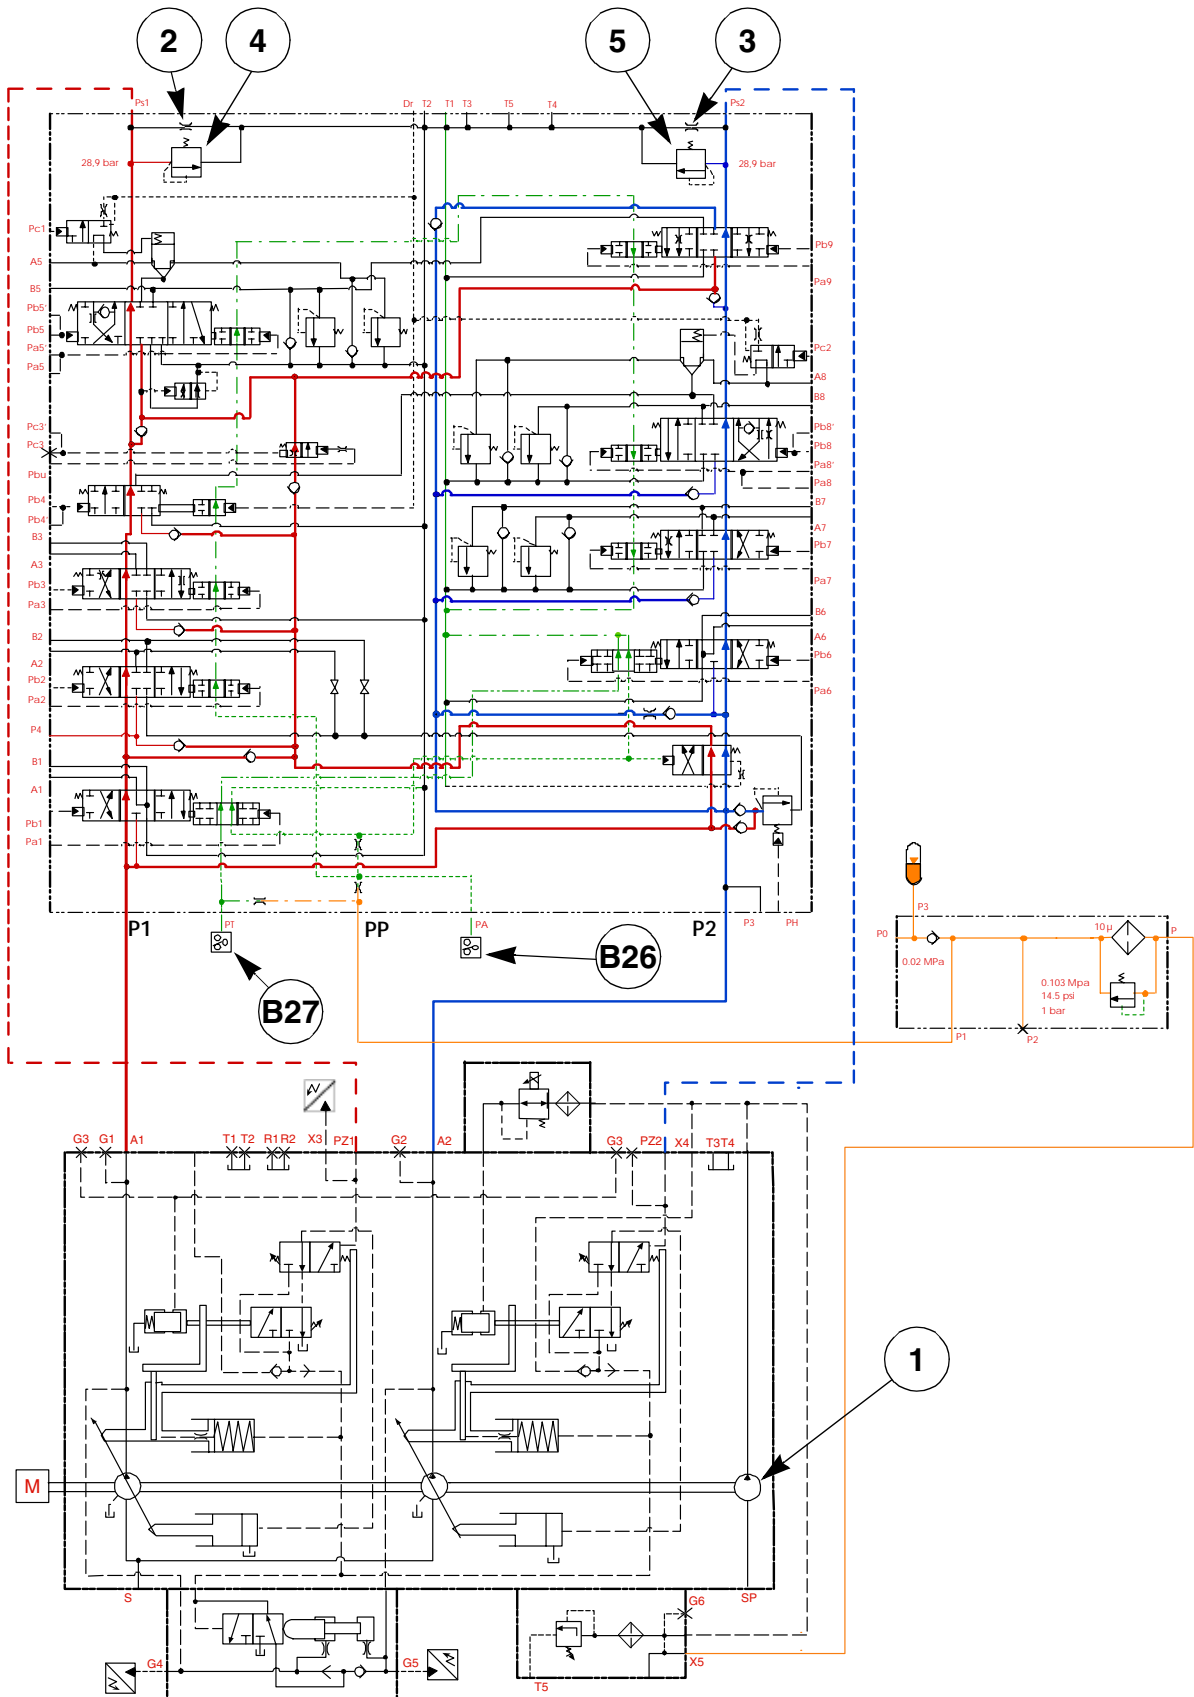 2 4 5 3
Ps1 Dr T2 T1 T3 T5 T4 Ps2
28,9 bar 28,9 bar
Pc1
A5
B5
Pb5'
Pb5
Pa5'
Pa5
Pc3'
Pc3
Pbu
Pb4
Pb4'
B3
A3
Pb3
Pa3
B2
A2
Pb2
Pa2
P4
B1
A1
Pb1
Pa1
Pb9
Pa9
Pc2
A8
B8
Pb8'
Pb8
Pa8'
Pa8
B7
A7
Pb7
Pa7
B6
A6
Pb6
Pa6
P1 PT PP PA P2 P3 PH
B26
B27
P3
P0 10 µ P
0.02 MPa
0.103 Mpa
14.5 psi
1 bar
P1 P2
G3 G1 A1 T1 T2 R1 R2 X3 PZ1 G2 A2 G3 PZ2 X4 T3 T4
1
M
S SP
G6
G4 G5 X5
T5